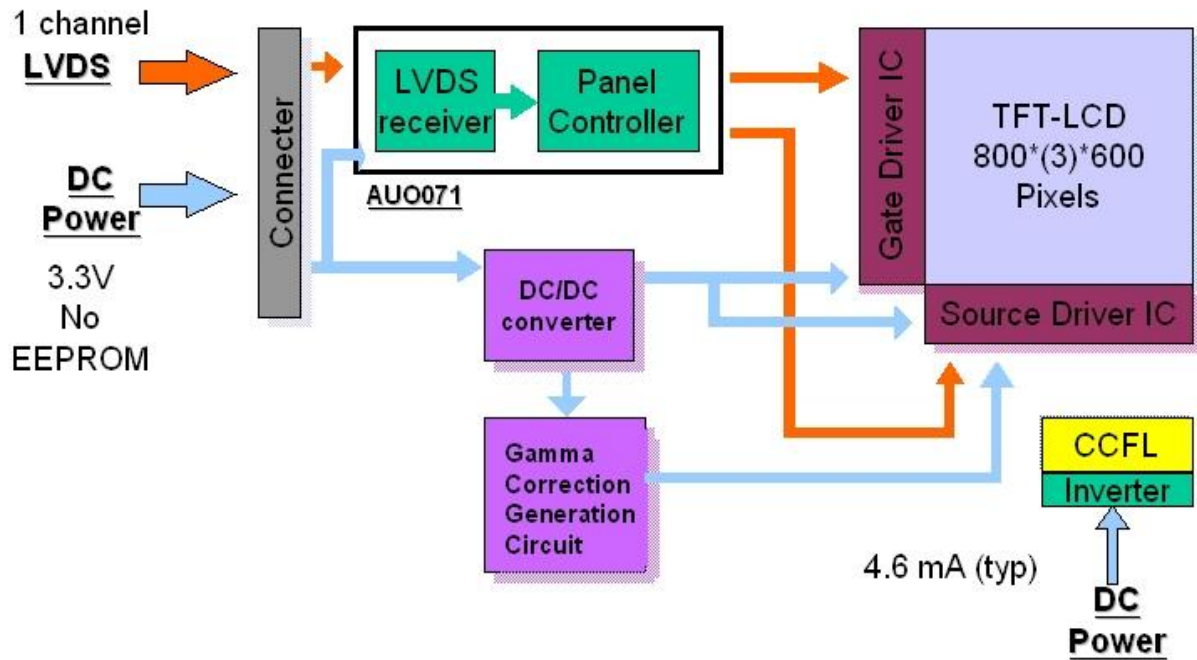 1 channel
LVDS
DC
Power
3.3V
No
EEPROM
Connecter
LVDS
receiver
Panel
Controller
AUO071
DC/DC
converter
Gamma
Correction
Generation
Circuit
Gate Driver IC
TFT-LCD
800*(3)*600
Pixels
Source Driver IC
CCFL
Inverter
4.6 mA (typ)
DC
Power